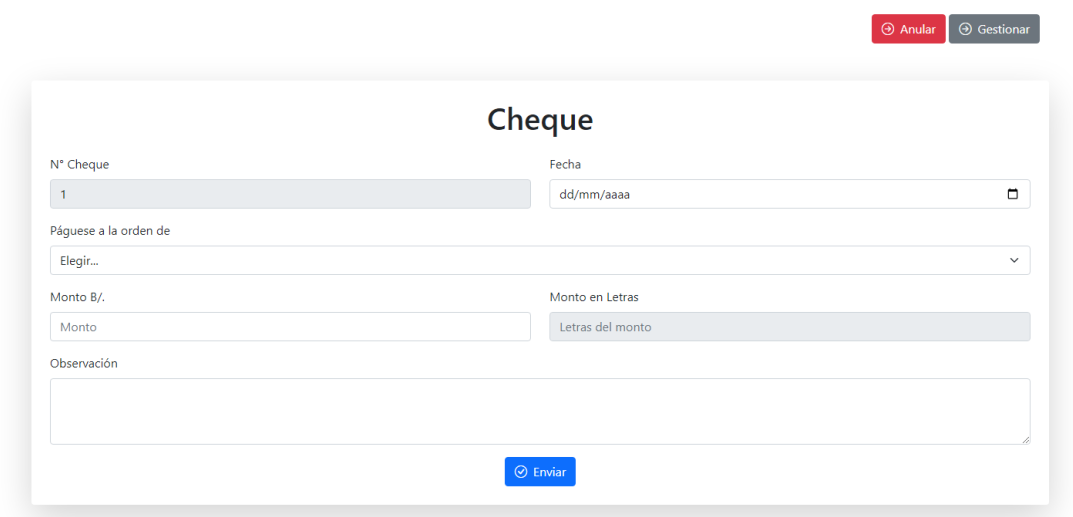 Anular Gestionar
Cheque
N° Cheque Fecha
1 dd/mm/aaaa
Páguese a la orden de
Elegir...
Monto B/. Monto en Letras
Monto Letras del monto
Observación
Enviar